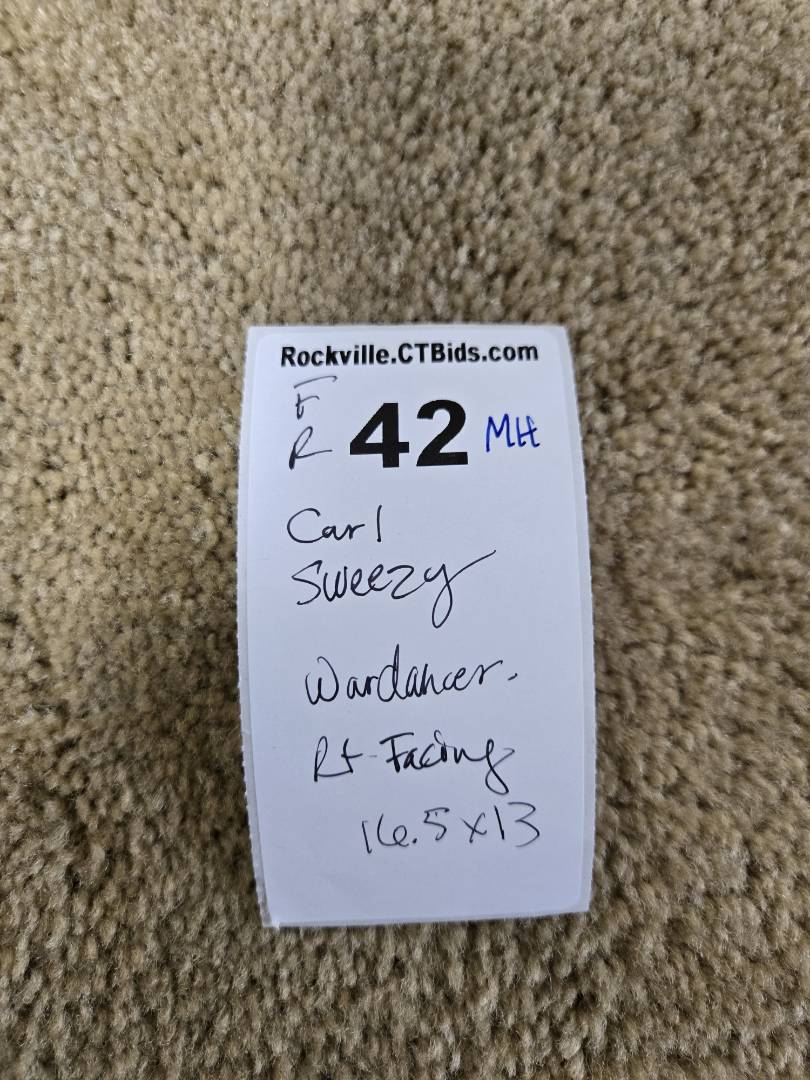 Rockville.CTBids.com
F
R 42 MH
Carl
Sweezy
Wardancer.
Rt-Facing
16.5x13